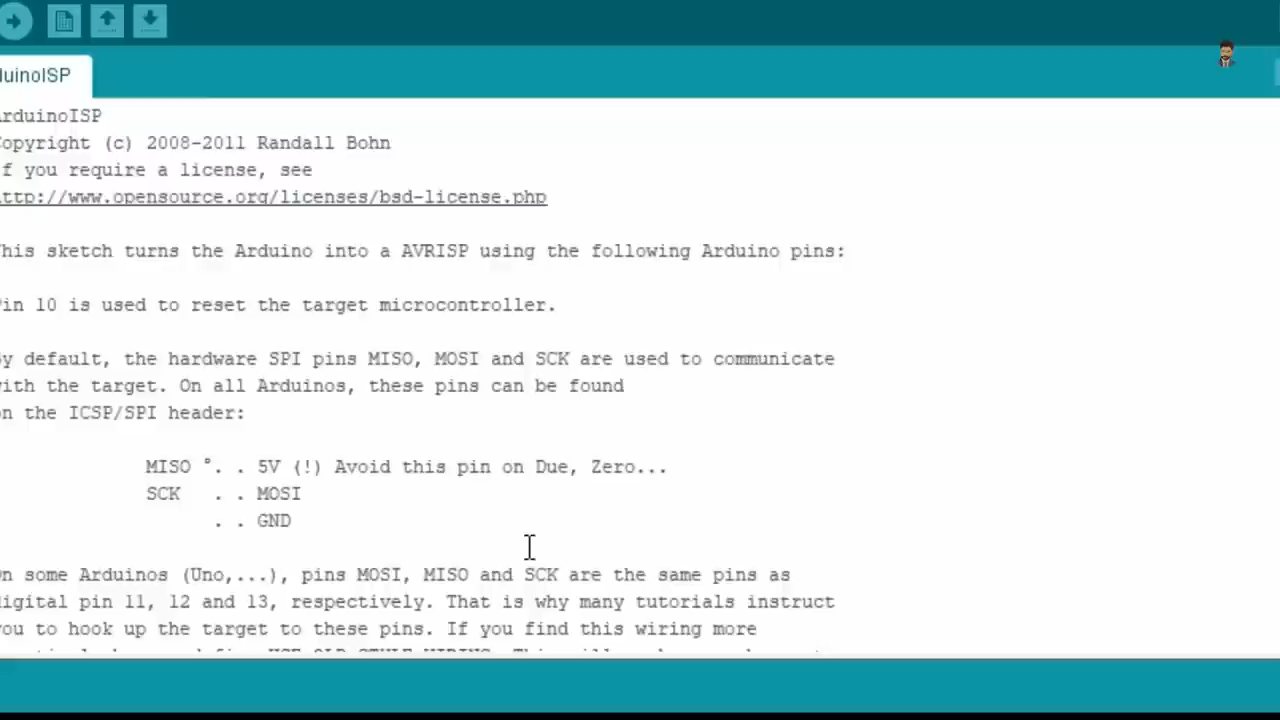 duinoISP
rduinoISP
opyright (c) 2008-2011 Randall Bohn
f you require a license, see
ttp://www.opensource.org/licenses/bsd-license.php
his sketch turns the Arduino into a AVRISP using the following Arduino pins:
in 10 is used to reset the target microcontroller.
y default, the hardware SPI pins MISO, MOSI and SCK are used to communicate
ith the target. On all Arduinos, these pins can be found
n the ICSP/SPI header:
MISO °. . 5V (!) Avoid this pin on Due, Zero...
SCK . . MOSI
. . GND
n some Arduinos (Uno,...), pins MOSI, MISO and SCK are the same pins as
igital pin 11, 12 and 13, respectively. That is why many tutorials instruct
ou to hook up the target to these pins. If you find this wiring more